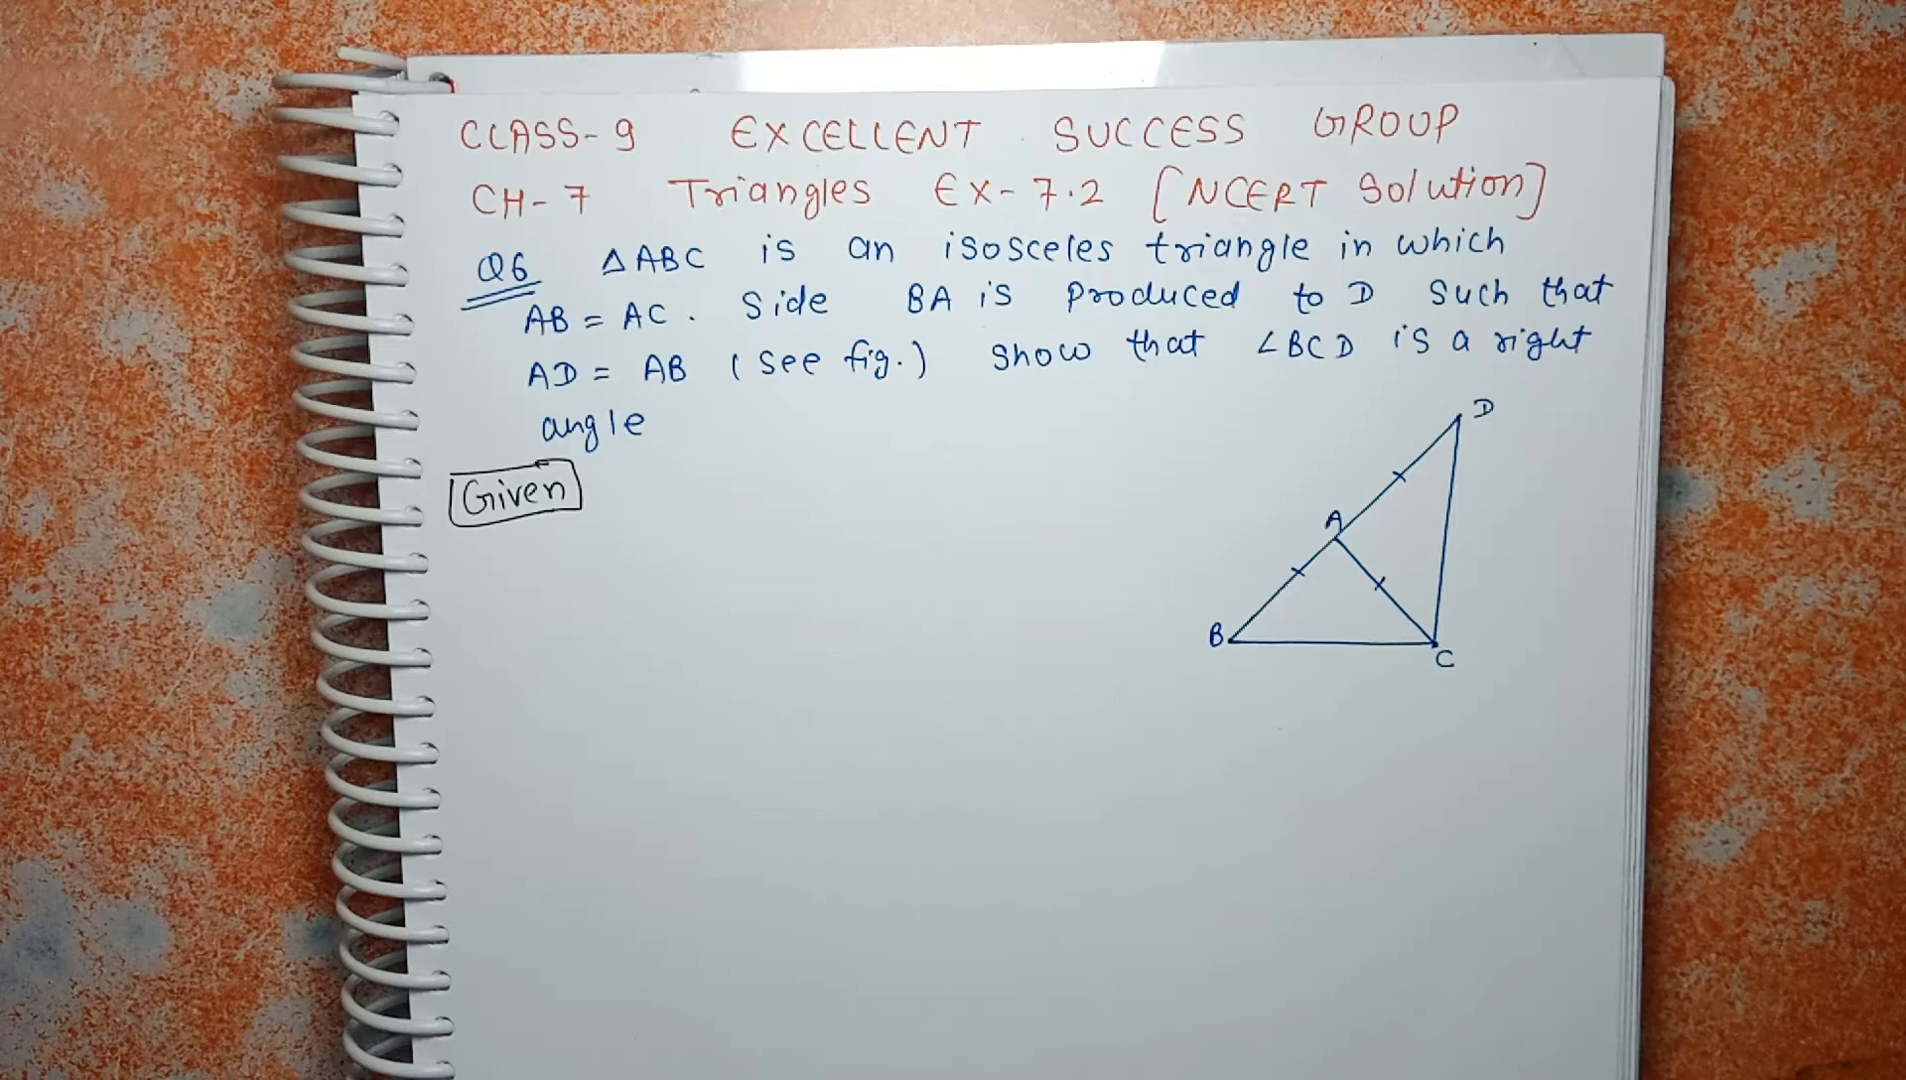 CLASS-9 EXCELLENT SUCCESS GROUP
CH-7 Triangles EX-7.2 [NCERT Solution]
Q6 △ABC is an isosceles triangle in which
AB = AC. Side BA is produced to D such that
AD = AB (see fig.) show that ∠BCD is a right
angle
Given
D
A
B
C